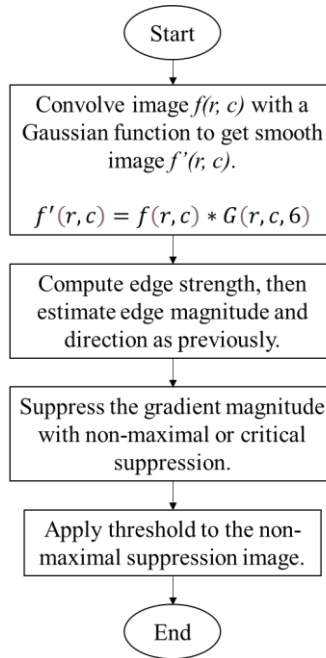 Start
Convolve image f(r, c) with a
Gaussian function to get smooth
image f’(r, c).
f′(r, c) = f(r, c) * G(r, c, 6)
Compute edge strength, then
estimate edge magnitude and
direction as previously.
Suppress the gradient magnitude
with non-maximal or critical
suppression.
Apply threshold to the non-
maximal suppression image.
End